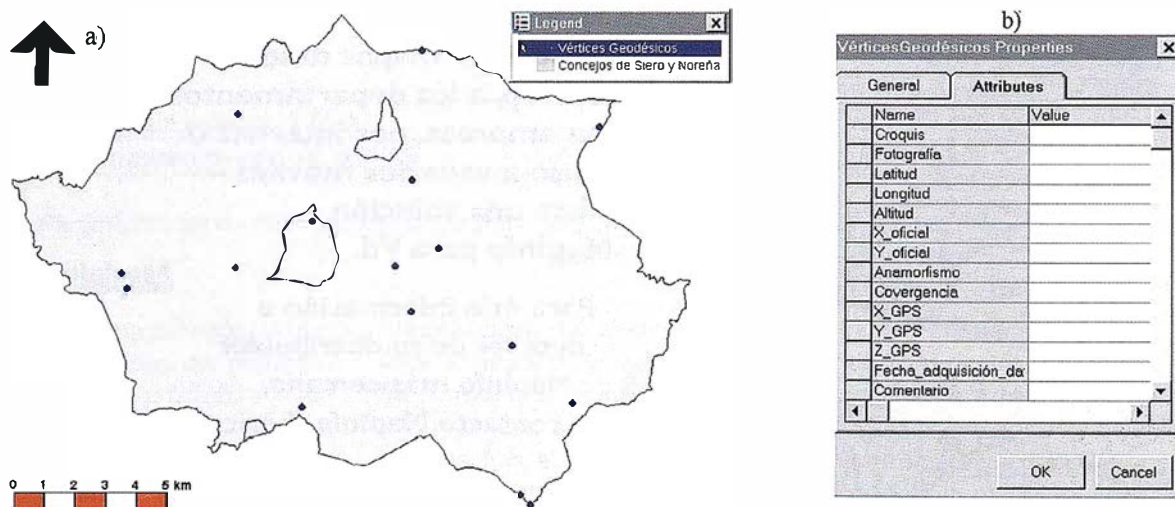 a)
Legend
Vértices Geodésicos
Concejos de Siero y Noreña
0 1 2 3 4 5 km
b)
VérticesGeodésicos Properties
General Attributes
Name Value
Croquis
Fotografía
Latitud
Longitud
Altitud
X_oficial
Y_oficial
Anamorfismo
Covergencia
X_GPS
Y_GPS
Z_GPS
Fecha_adquisición_da
Comentario
OK Cancel